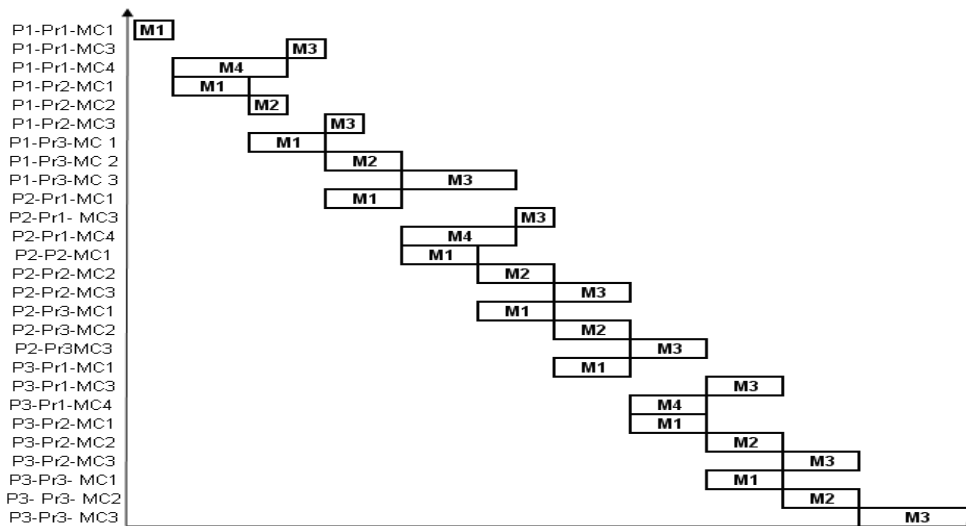 P1-Pr1-MC1 M1
P1-Pr1-MC3 M3
P1-Pr1-MC4 M4
P1-Pr2-MC1 M1
P1-Pr2-MC2 M2
P1-Pr2-MC3 M3
P1-Pr3-MC 1 M1
P1-Pr3-MC 2 M2
P1-Pr3-MC 3 M3
P2-Pr1-MC1 M1
P2-Pr1- MC3 M3
P2-Pr1-MC4 M4
P2-P2-MC1 M1
P2-Pr2-MC2 M2
P2-Pr2-MC3 M3
P2-Pr3-MC1 M1
P2-Pr3-MC2 M2
P2-Pr3MC3 M3
P3-Pr1-MC1 M1
P3-Pr1-MC3 M3
P3-Pr1-MC4 M4
P3-Pr2-MC1 M1
P3-Pr2-MC2 M2
P3-Pr2-MC3 M3
P3-Pr3- MC1 M1
P3- Pr3- MC2 M2
P3-Pr3- MC3 M3